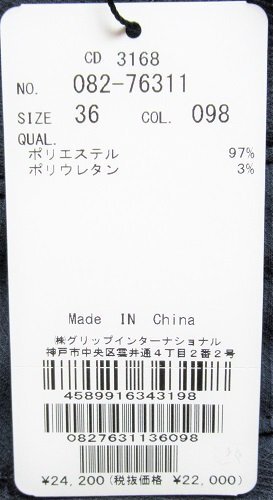 CD 3168
NO. 082-76311
SIZE 36 COL. 098
QUAL.
ポリエステル 97%
ポリウレタン 3%
Made IN China
㈱グリップインターナショナル
神戸市中央区雲井通4丁目2番2号
4589916343198
0827631136098
¥24,200(税抜価格 ¥22,000)